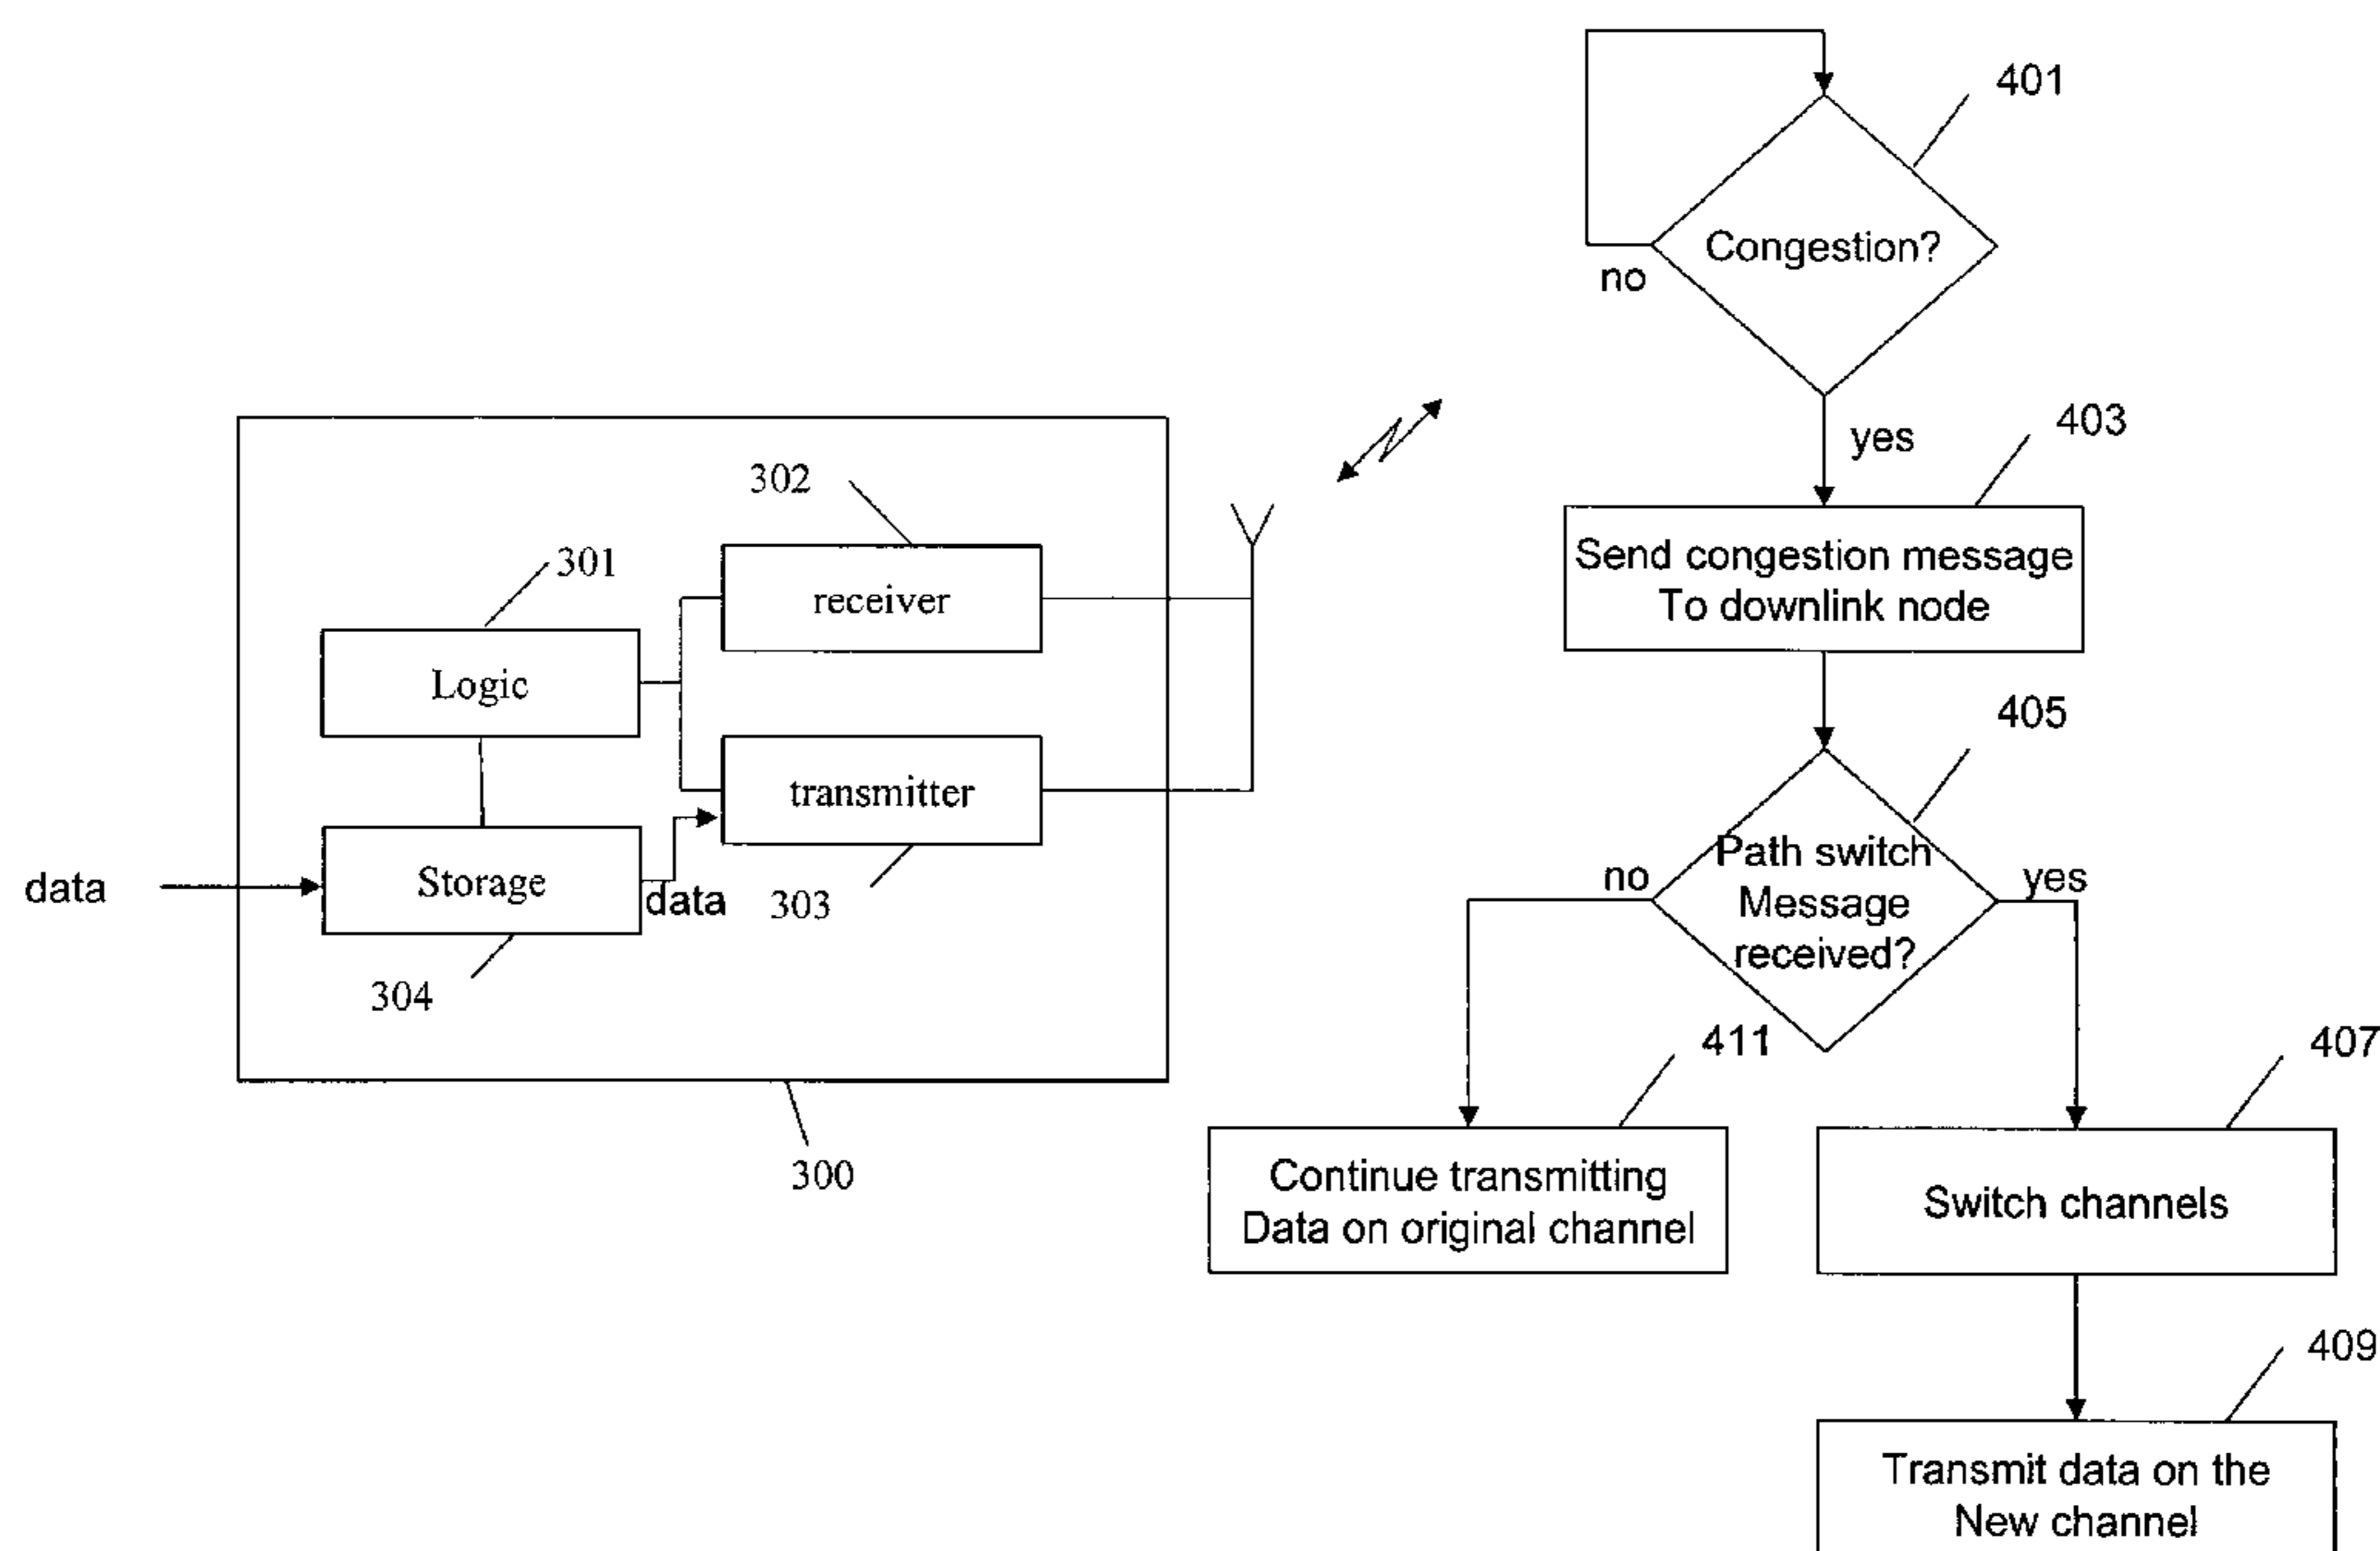 302
301
receiver
Logic
transmitter
data
Storage
data
303
304
300
401
Congestion?
no
yes
403
Send congestion message
To downlink node
405
Path switch
Message
received?
no
yes
411
407
Continue transmitting
Data on original channel
Switch channels
409
Transmit data on the
New channel